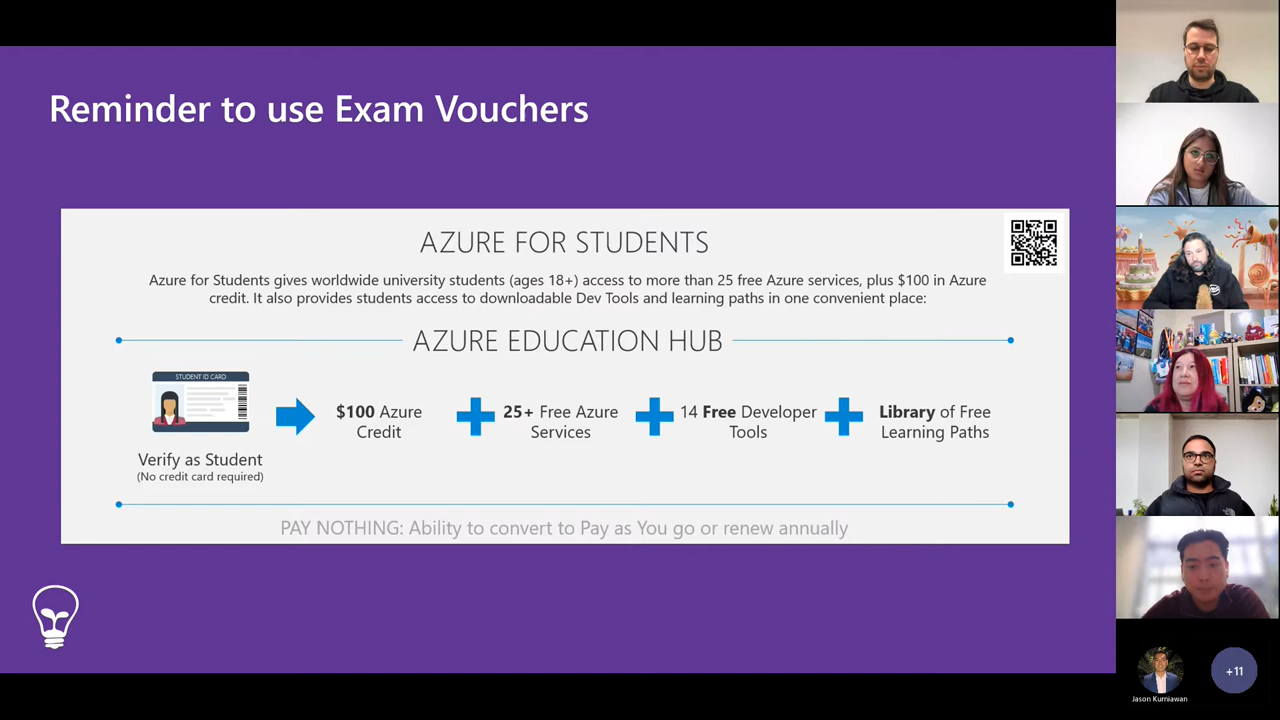 Reminder to use Exam Vouchers
AZURE FOR STUDENTS
Azure for Students gives worldwide university students (ages 18+) access to more than 25 free Azure services, plus $100 in Azure
credit. It also provides students access to downloadable Dev Tools and learning paths in one convenient place:
AZURE EDUCATION HUB
STUDENT ID CARD
Verify as Student
(No credit card required)
$100 Azure
Credit
25+ Free Azure
Services
14 Free Developer
Tools
Library of Free
Learning Paths
PAY NOTHING: Ability to convert to Pay as You go or renew annually
Jason Kurniawan
+11